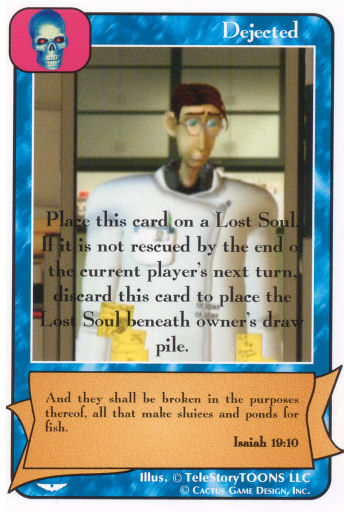 Dejected
Place this card on a Lost Soul.
If it is not rescued by the end of
the current player's next turn,
discard this card to place the
Lost Soul beneath owner's draw
pile.
And they shall be broken in the purposes
thereof, all that make sluices and ponds for
fish.
Isaiah 19:10
Illus. © TeleStoryTOONS LLC
© Cactus Game Design, Inc.